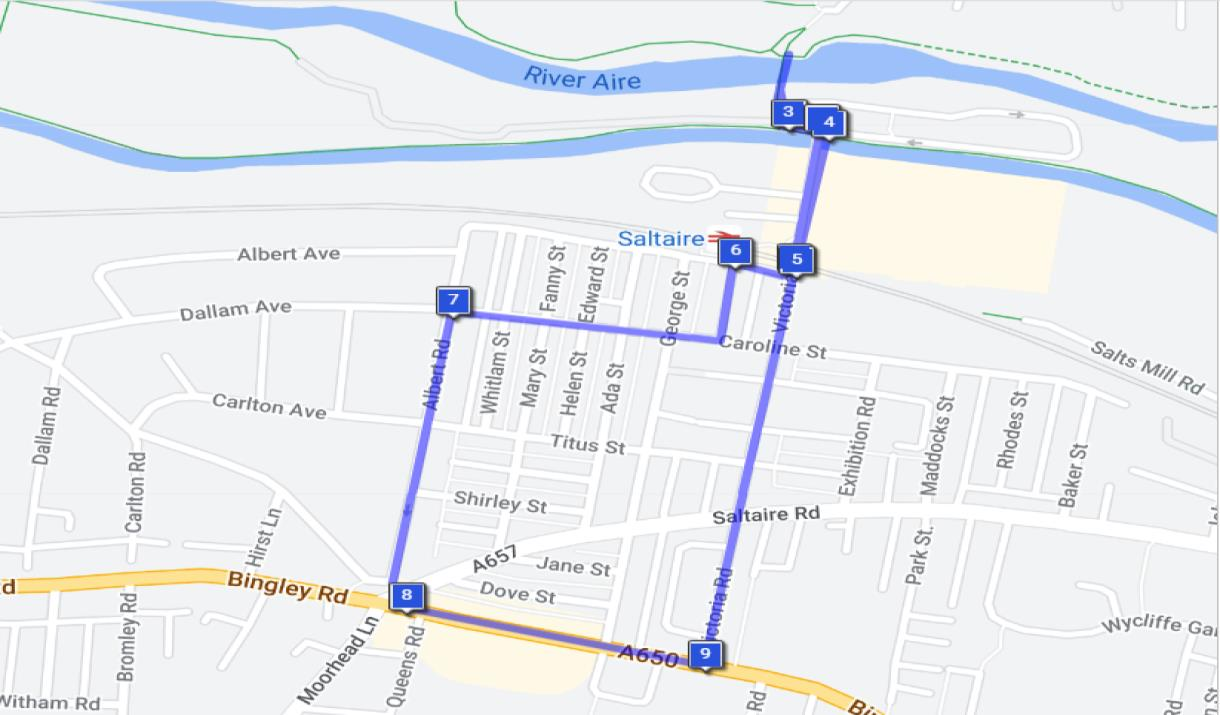 River Aire
3
4
Saltaire
6
5
Albert Ave
Fanny St
Edward St
George St
Victoria
7
Dallam Ave
Caroline St
Salts Mill Rd
Albert Rd
Whitlam St
Mary St
Helen St
Ada St
Carlton Ave
Dallam Rd
Titus St
Exhibition Rd
Maddocks St
Rhodes St
Baker St
Carlton Rd
Shirley St
Saltaire Rd
Hirst Ln
A657
Jane St
Park St.
Bingley Rd
8
Dove St
Bromley Rd
Moorhead Ln
Queens Rd
A650
9
Witham Rd
Rd